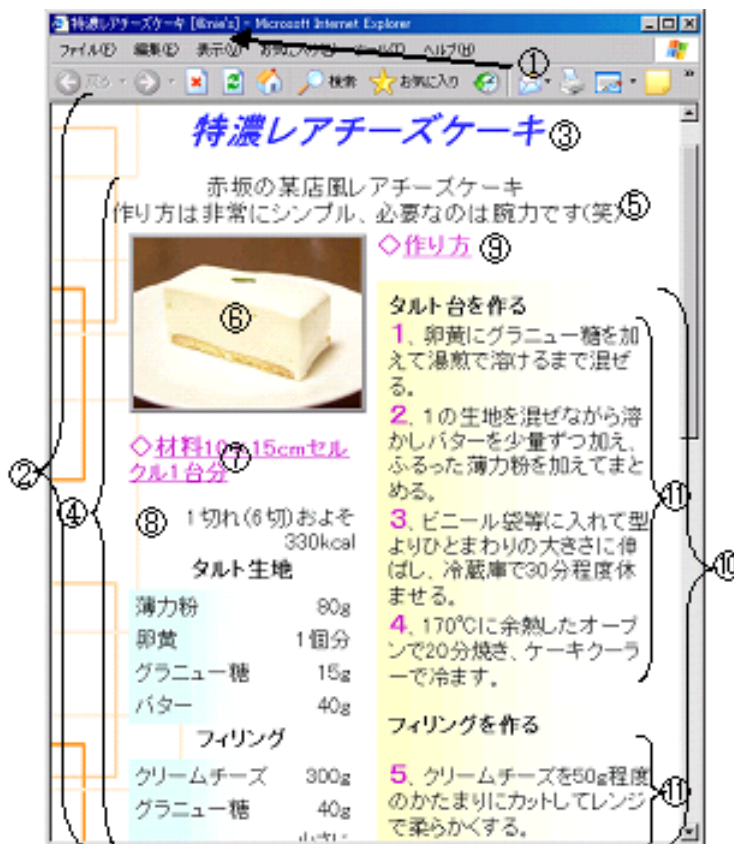 特濃レアチーズケーキ [@nie's] - Microsoft Internet Explorer
①
ファイル(F) 編集(E) 表示(V) お気に入り(A) ツール(T) ヘルプ(H)
戻る 検索 お気に入り
特濃レアチーズケーキ③
赤坂の某店風レアチーズケーキ
作り方は非常にシンプル、必要なのは腕力です(笑)⑤
⑥
◇材料10〜15cmセル
クル1台分
⑦
②
④
⑧ 1切れ(6切)およそ
330kcal
タルト生地
薄力粉 80g
卵黄 1個分
グラニュー糖 15g
バター 40g
フィリング
クリームチーズ 300g
グラニュー糖 40g
◇作り方 ⑨
タルト台を作る
1、卵黄にグラニュー糖を加
えて湯煎で溶けるまで混ぜ
る。
2、1の生地を混ぜながら溶
かしバターを少量ずつ加え、
ふるった薄力粉を加えてまと
める。
3、ビニール袋等に入れて型
よりひとまわりの大きさに伸
ばし、冷蔵庫で30分程度休
ませる。
4、170℃に余熱したオーブ
ンで20分焼き、ケーキクーラ
ーで冷ます。
⑪
⑩
フィリングを作る
5、クリームチーズを50g程度
のかたまりにカットしてレンジ
で柔らかくする。
⑪